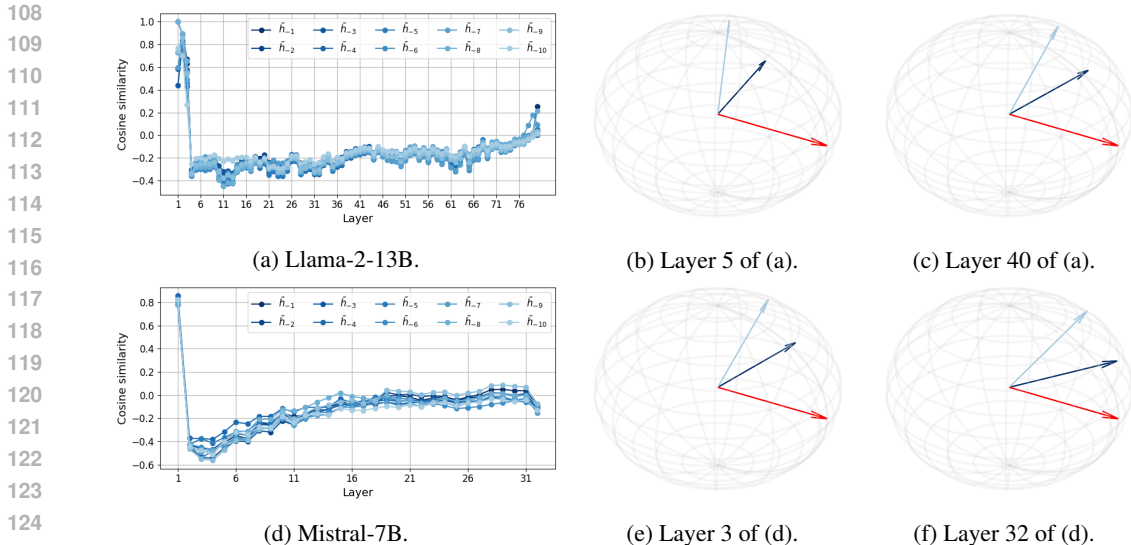 108
109
110
111
112
113
114
115
116
117
118
119
120
121
122
123
124
Cosine similarity
1.0
0.8
0.6
0.4
0.2
0.0
−0.2
−0.4
h̃−1 h̃−3 h̃−5 h̃−7 h̃−9
h̃−2 h̃−4 h̃−6 h̃−8 h̃−10
1 6 11 16 21 26 31 36 41 46 51 56 61 66 71 76
Layer
(a) Llama-2-13B.
(b) Layer 5 of (a).
(c) Layer 40 of (a).
Cosine similarity
0.8
0.6
0.4
0.2
0.0
−0.2
−0.4
−0.6
h̃−1 h̃−3 h̃−5 h̃−7 h̃−9
h̃−2 h̃−4 h̃−6 h̃−8 h̃−10
1 6 11 16 21 26 31
Layer
(d) Mistral-7B.
(e) Layer 3 of (d).
(f) Layer 32 of (d).